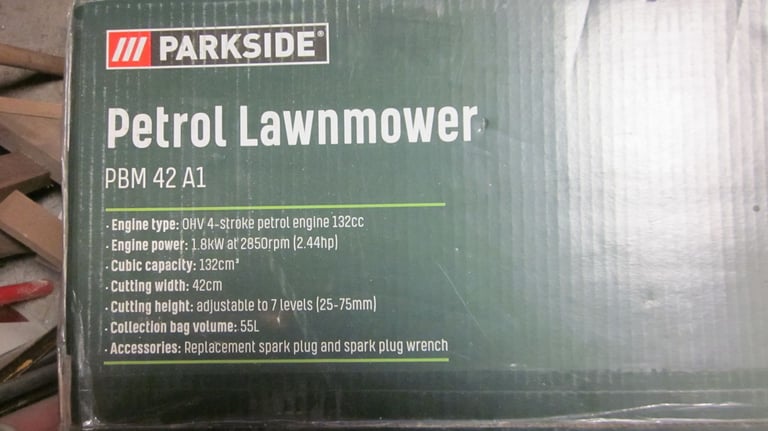 PARKSIDE®
Petrol Lawnmower
PBM 42 A1
· Engine type: OHV 4-stroke petrol engine 132cc
· Engine power: 1.8kW at 2850rpm (2.44hp)
· Cubic capacity: 132cm³
· Cutting width: 42cm
· Cutting height: adjustable to 7 levels (25-75mm)
· Collection bag volume: 55L
· Accessories: Replacement spark plug and spark plug wrench